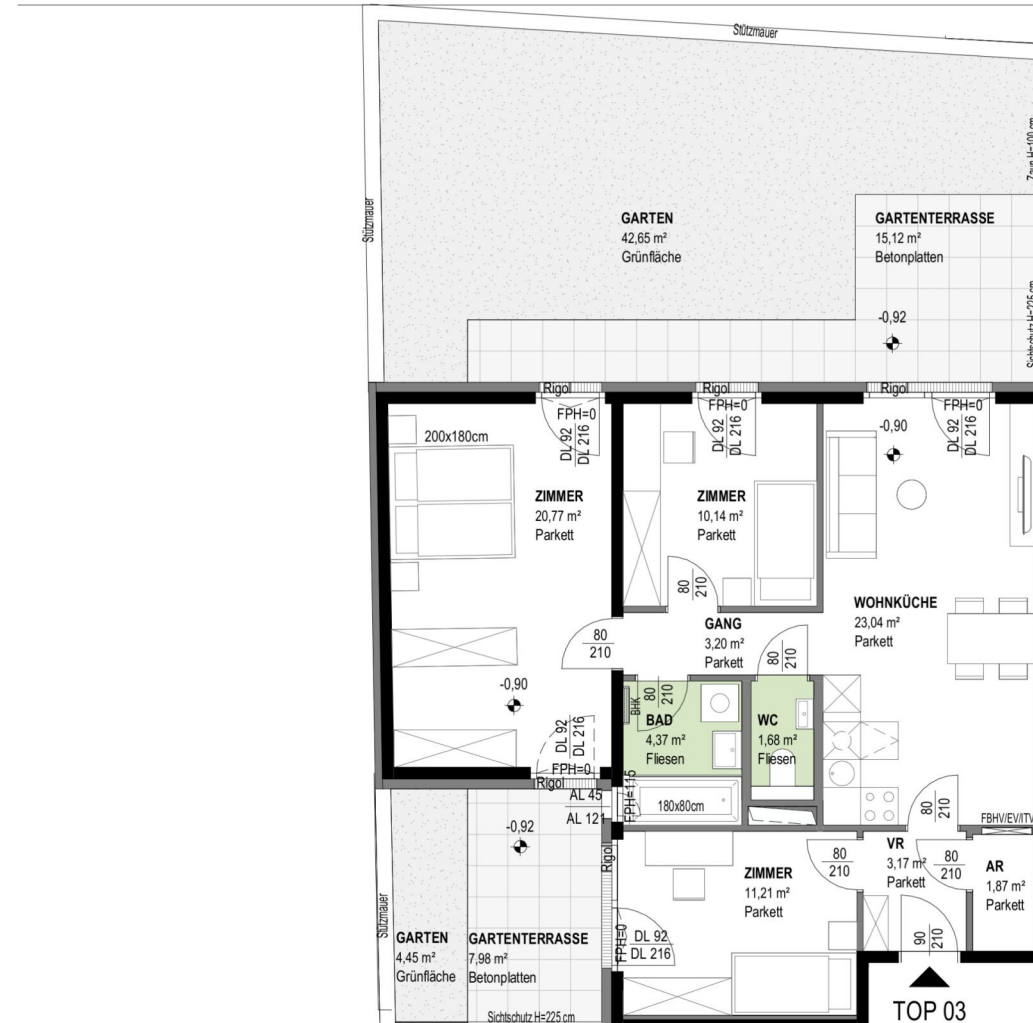 Stützmauer
Zaun H=100 cm
Stützmauer
GARTEN
42,65 m²
Grünfläche
GARTENTERRASSE
15,12 m²
Betonplatten
-0,92
Sichtschutz H=225 cm
Rigol
Rigol
Rigol
FPH=0
DL 92
DL 216
FPH=0
DL 92
DL 216
FPH=0
DL 92
DL 216
-0,90
200x180cm
ZIMMER
20,77 m²
Parkett
ZIMMER
10,14 m²
Parkett
80
210
WOHNKÜCHE
23,04 m²
Parkett
GANG
3,20 m²
Parkett
80
210
80
210
-0,90
80
210
BHK
BAD
4,37 m²
Fliesen
WC
1,68 m²
Fliesen
DL 92
DL 216
FPH=0
Rigol
AL 45
AL 121
FPH=115
180x80cm
80
210
FBHV/EV/ITV
-0,92
Rigol
ZIMMER
11,21 m²
Parkett
80
210
VR
3,17 m²
Parkett
80
210
AR
1,87 m²
Parkett
Stützmauer
GARTEN
4,45 m²
Grünfläche
GARTENTERRASSE
7,98 m²
Betonplatten
FPH=0
DL 92
DL 216
90
210
Sichtschutz H=225 cm
TOP 03